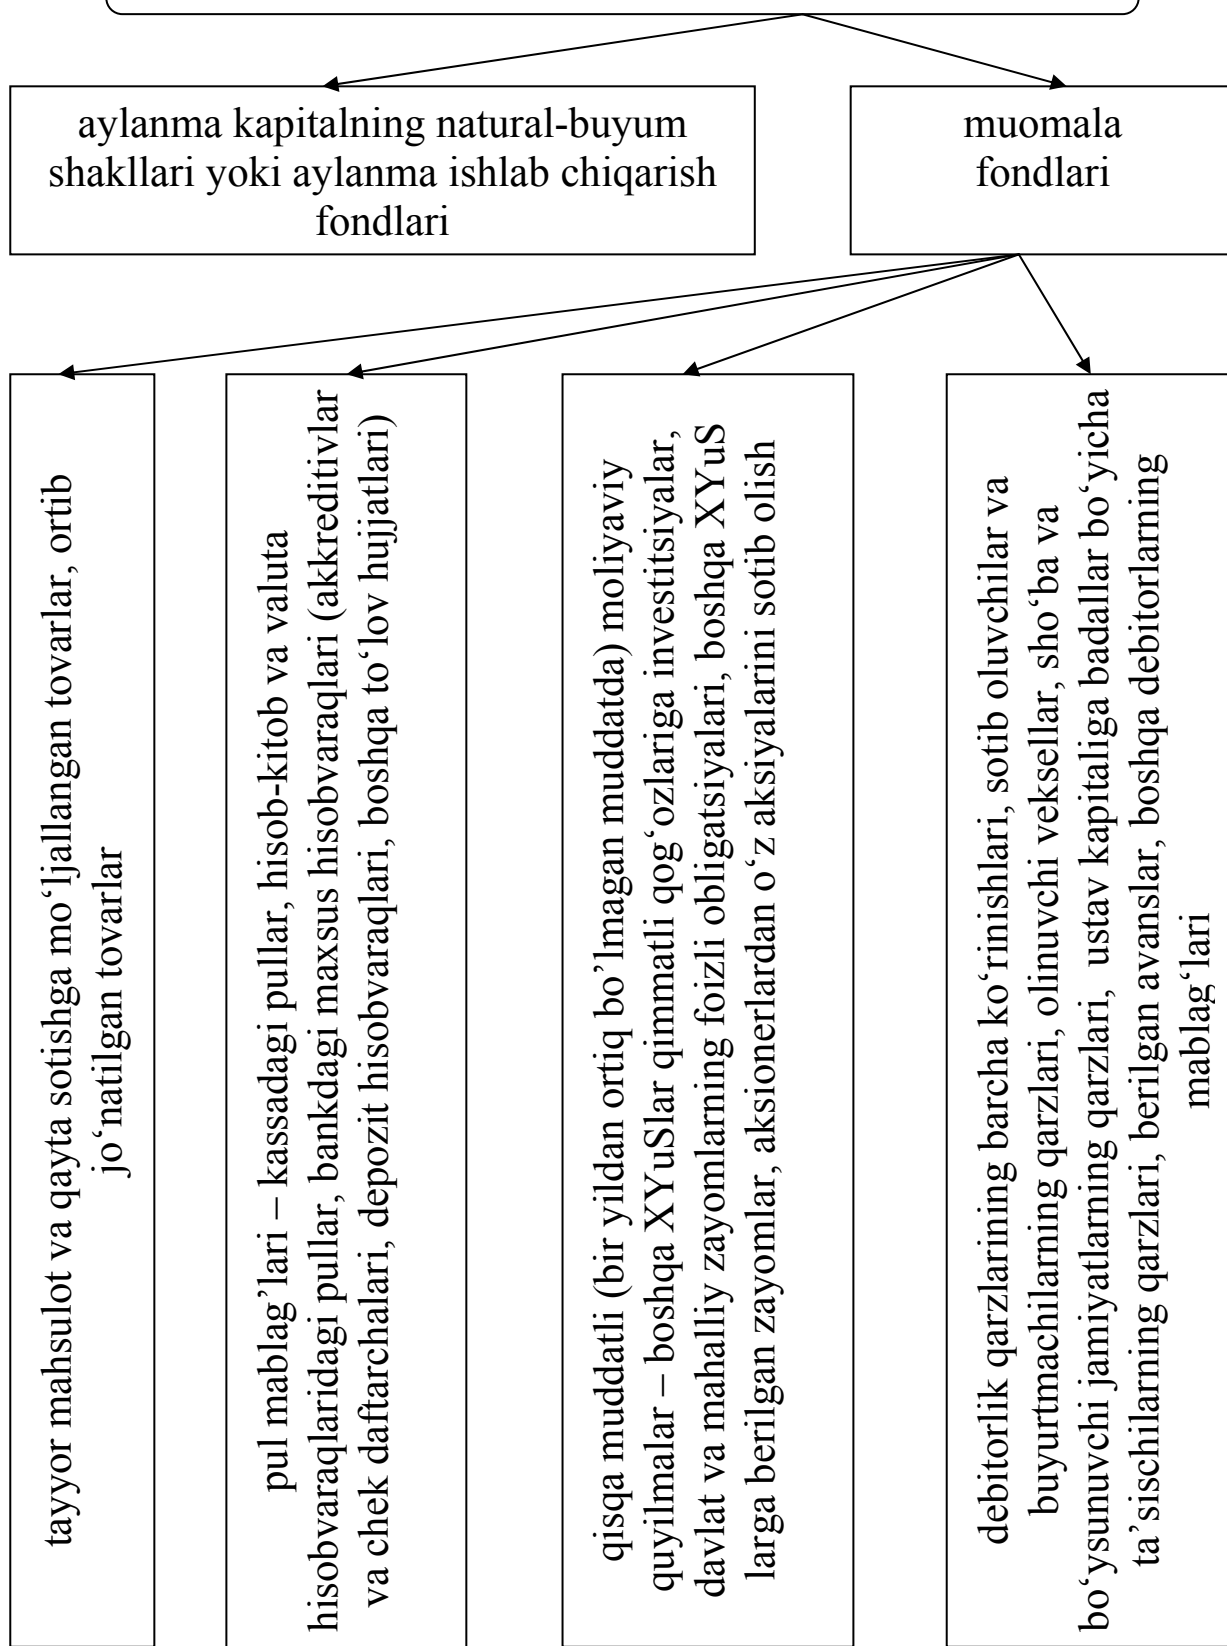 aylanma kapitalning natural-buyum
shakllari yoki aylanma ishlab chiqarish
fondlari
muomala
fondlari
tayyor mahsulot va qayta sotishga mo‘ljallangan tovarlar, ortib
jo‘natilgan tovarlar
pul mablag’lari – kassadagi pullar, hisob-kitob va valuta
hisobvaraqlaridagi pullar, bankdagi maxsus hisobvaraqlari (akkreditivlar
va chek daftarchalari, depozit hisobvaraqlari, boshqa to‘lov hujjatlari)
qisqa muddatli (bir yildan ortiq bo’lmagan muddatda) moliyaviy
quyilmalar – boshqa XYuSlar qimmatli qog‘ozlariga investitsiyalar,
davlat va mahalliy zayomlarning foizli obligatsiyalari, boshqa XYuS
larga berilgan zayomlar, aksionerlardan o‘z aksiyalarini sotib olish
debitorlik qarzlarining barcha ko‘rinishlari, sotib oluvchilar va
buyurtmachilarning qarzlari, olinuvchi veksellar, sho‘ba va
bo‘ysunuvchi jamiyatlarning qarzlari, ustav kapitaliga badallar bo‘yicha
ta’sischilarning qarzlari, berilgan avanslar, boshqa debitorlarning
mablag‘lari